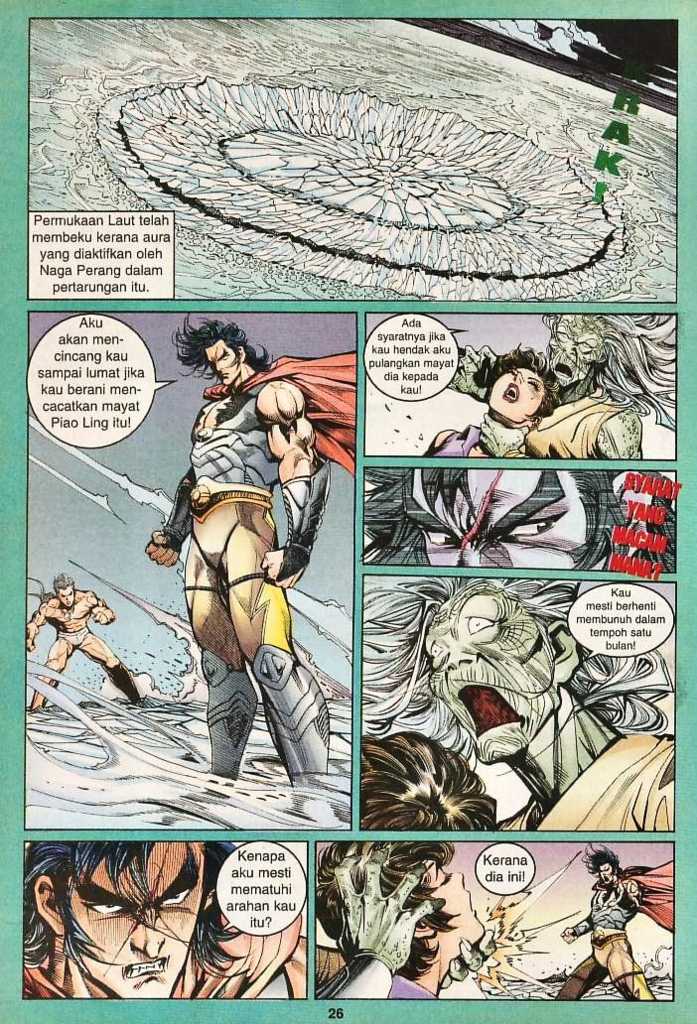 KRAK!
Permukaan Laut telah
membeku kerana aura
yang diaktifkan oleh
Naga Perang dalam
pertarungan itu.
Aku
akan men-
cincang kau
sampai lumat jika
kau berani men-
cacatkan mayat
Piao Ling itu!
Ada
syaratnya jika
kau hendak aku
pulangkan mayat
dia kepada
kau!
SYARAT
YANG
MACAM
MANA?
Kau
mesti berhenti
membunuh dalam
tempoh satu
bulan!
Kenapa
aku mesti
mematuhi
arahan kau
itu?
Kerana
dia ini!
26